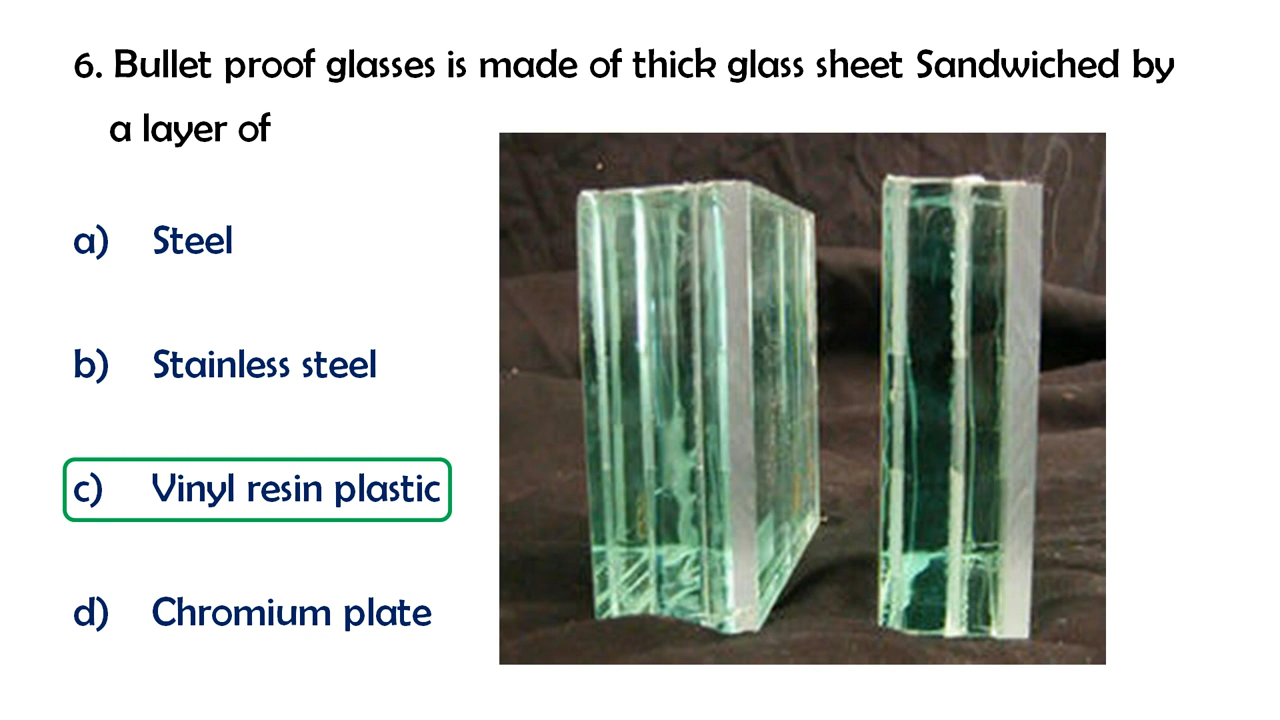 6. Bullet proof glasses is made of thick glass sheet Sandwiched by
a layer of
a) Steel
b) Stainless steel
c) Vinyl resin plastic
d) Chromium plate